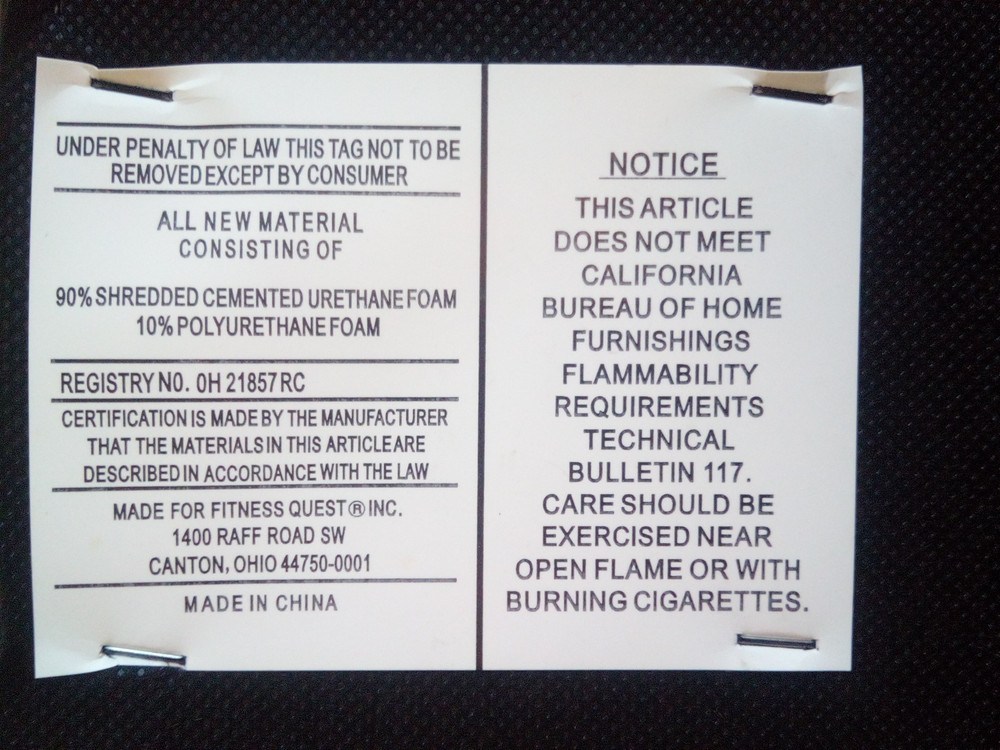 UNDER PENALTY OF LAW THIS TAG NOT TO BE
REMOVED EXCEPT BY CONSUMER
ALL NEW MATERIAL
CONSISTING OF
90% SHREDDED CEMENTED URETHANE FOAM
10% POLYURETHANE FOAM
REGISTRY NO. OH 21857 RC
CERTIFICATION IS MADE BY THE MANUFACTURER
THAT THE MATERIALS IN THIS ARTICLE ARE
DESCRIBED IN ACCORDANCE WITH THE LAW
MADE FOR FITNESS QUEST® INC.
1400 RAFF ROAD SW
CANTON, OHIO 44750-0001
MADE IN CHINA
NOTICE
THIS ARTICLE
DOES NOT MEET
CALIFORNIA
BUREAU OF HOME
FURNISHINGS
FLAMMABILITY
REQUIREMENTS
TECHNICAL
BULLETIN 117.
CARE SHOULD BE
EXERCISED NEAR
OPEN FLAME OR WITH
BURNING CIGARETTES.